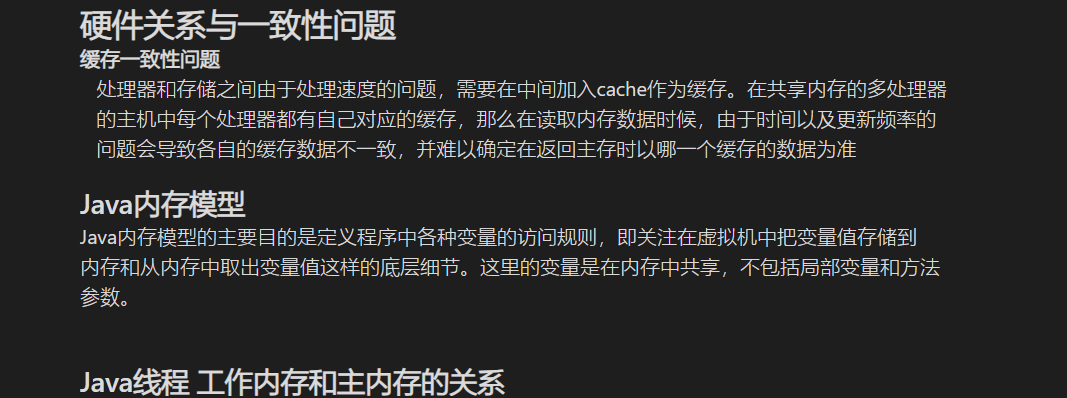 硬件关系与一致性问题
缓存一致性问题
处理器和存储之间由于处理速度的问题，需要在中间加入cache作为缓存。在共享内存的多处理器
的主机中每个处理器都有自己对应的缓存，那么在读取内存数据时候，由于时间以及更新频率的
问题会导致各自的缓存数据不一致，并难以确定在返回主存时以哪一个缓存的数据为准
Java内存模型
Java内存模型的主要目的是定义程序中各种变量的访问规则，即关注在虚拟机中把变量值存储到
内存和从内存中取出变量值这样的底层细节。这里的变量是在内存中共享，不包括局部变量和方法
参数。
Java线程 工作内存和主内存的关系